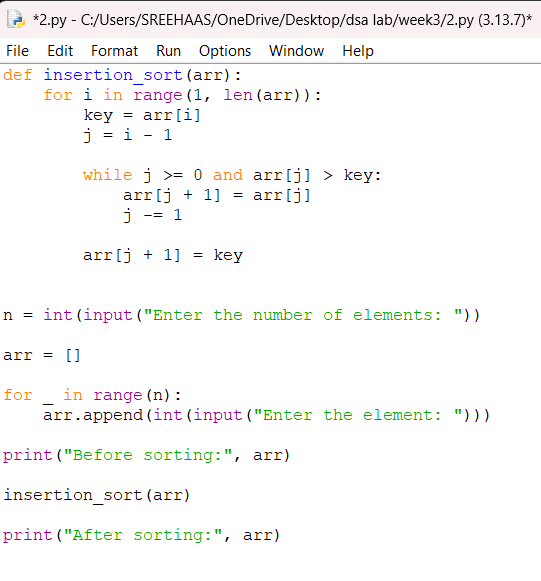 *2.py - C:/Users/SREEHAAS/OneDrive/Desktop/dsa lab/week3/2.py (3.13.7)*
File Edit Format Run Options Window Help
def insertion_sort(arr):
    for i in range(1, len(arr)):
        key = arr[i]
        j = i - 1

        while j >= 0 and arr[j] > key:
            arr[j + 1] = arr[j]
            j -= 1

        arr[j + 1] = key


n = int(input("Enter the number of elements: "))

arr = []

for _ in range(n):
    arr.append(int(input("Enter the element: ")))

print("Before sorting:", arr)

insertion_sort(arr)

print("After sorting:", arr)